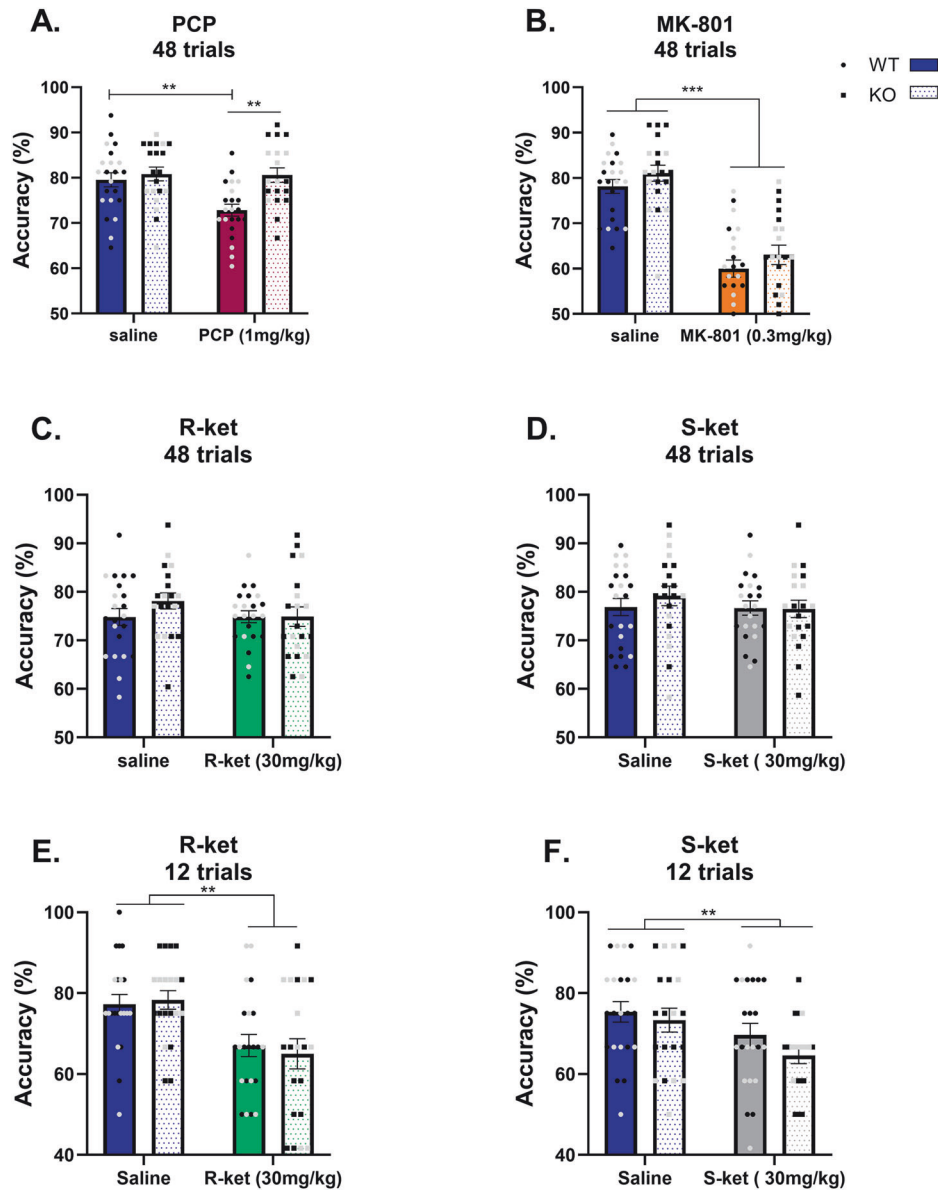 A.
PCP
48 trials
Accuracy (%)
100
90
80
70
60
50
**
**
saline
PCP (1mg/kg)
B.
MK-801
48 trials
WT
KO
Accuracy (%)
100
90
80
70
60
50
***
saline
MK-801 (0.3mg/kg)
C.
R-ket
48 trials
Accuracy (%)
100
90
80
70
60
50
saline
R-ket (30mg/kg)
D.
S-ket
48 trials
Accuracy (%)
100
90
80
70
60
50
Saline
S-ket ( 30mg/kg)
E.
R-ket
12 trials
Accuracy (%)
100
80
60
40
**
Saline
R-ket (30mg/kg)
F.
S-ket
12 trials
Accuracy (%)
100
80
60
40
**
Saline
S-ket ( 30mg/kg)